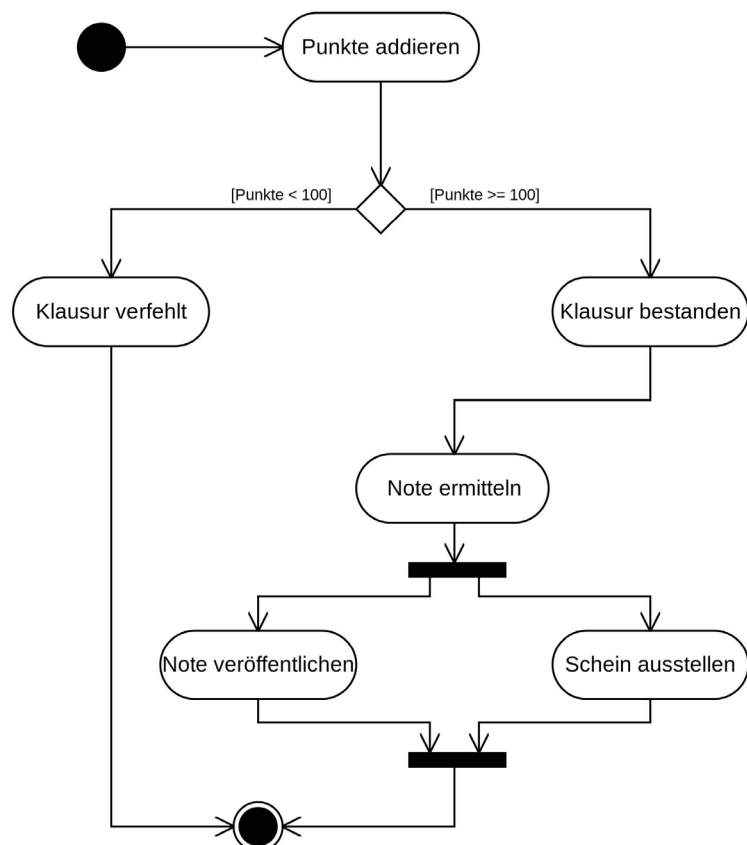 Punkte addieren
[Punkte < 100]
[Punkte >= 100]
Klausur verfehlt
Klausur bestanden
Note ermitteln
Note veröffentlichen
Schein ausstellen